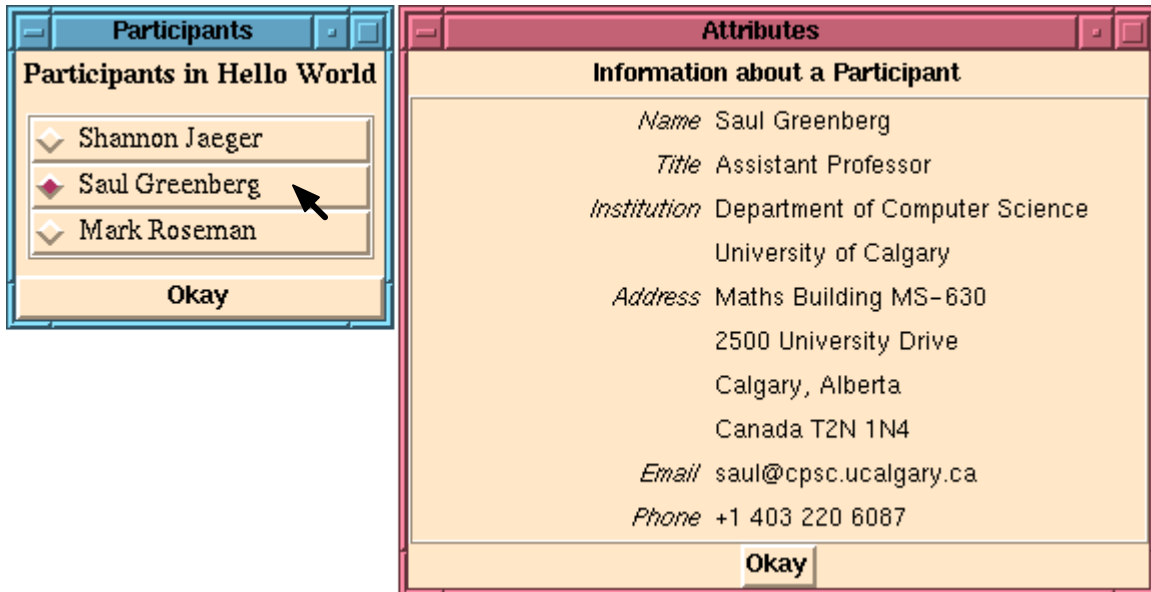 Participants
Participants in Hello World
Shannon Jaeger
Saul Greenberg
Mark Roseman
Okay
Attributes
Information about a Participant
Name Saul Greenberg
Title Assistant Professor
Institution Department of Computer Science
University of Calgary
Address Maths Building MS-630
2500 University Drive
Calgary, Alberta
Canada T2N 1N4
Email saul@cpsc.ucalgary.ca
Phone +1 403 220 6087
Okay